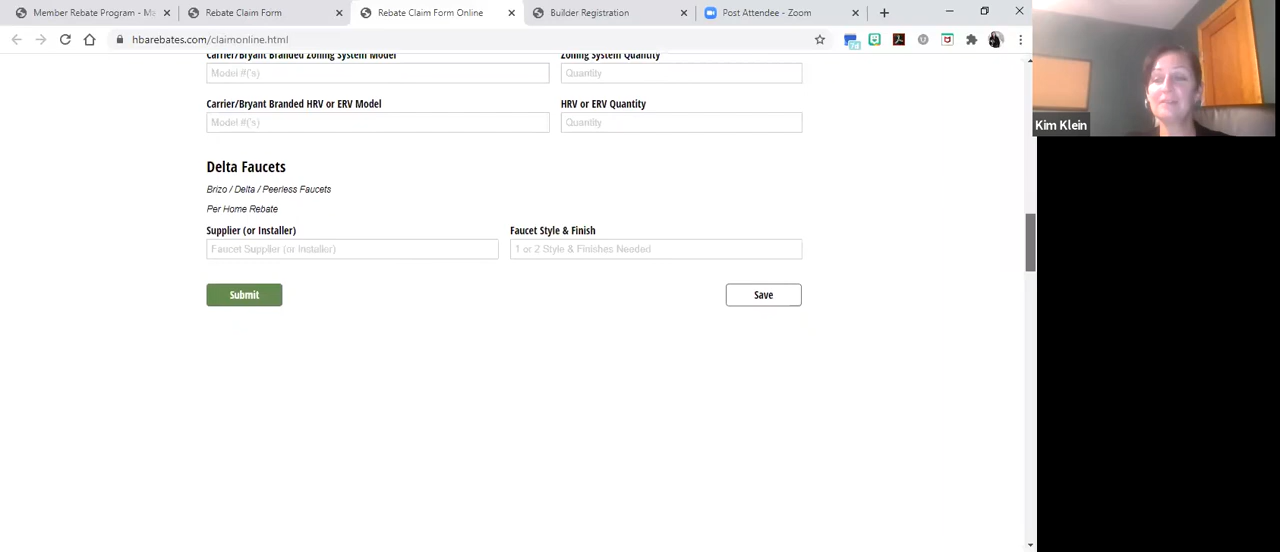 Member Rebate Program - Ma
Rebate Claim Form
Rebate Claim Form Online
Builder Registration
Post Attendee - Zoom
hbarebates.com/claimonline.html
Carrier/Bryant Branded Zoning System Model
Zoning System Quantity
Model #('s)
Quantity
Carrier/Bryant Branded HRV or ERV Model
HRV or ERV Quantity
Model #('s)
Quantity
Delta Faucets
Brizo / Delta / Peerless Faucets
Per Home Rebate
Supplier (or Installer)
Faucet Style & Finish
Faucet Supplier (or Installer)
1 or 2 Style & Finishes Needed
Submit
Save
Kim Klein